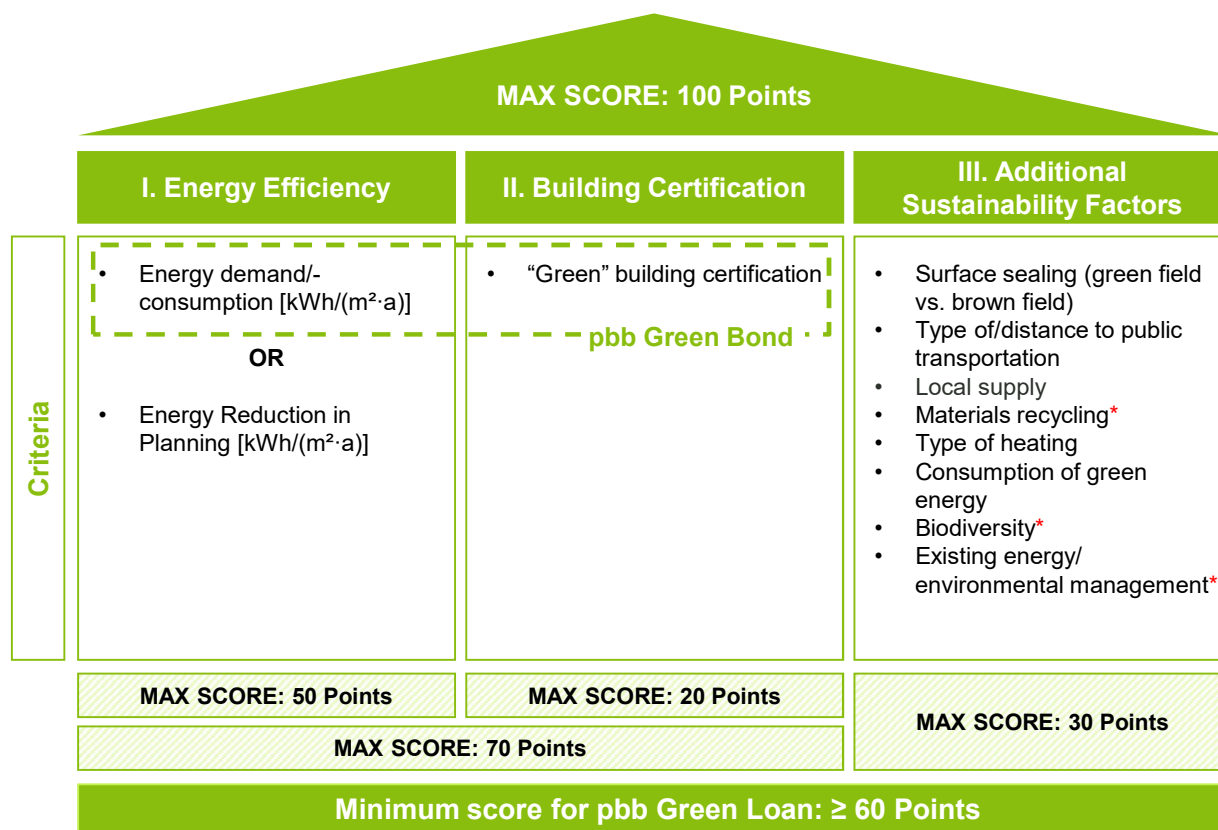 MAX SCORE: 100 Points
I. Energy Efficiency
II. Building Certification
III. Additional
Sustainability Factors
Criteria
• Energy demand/-
consumption [kWh/(m²·a)]
OR
• Energy Reduction in
Planning [kWh/(m²·a)]
• “Green” building certification
pbb Green Bond
• Surface sealing (green field
vs. brown field)
• Type of/distance to public
transportation
• Local supply
• Materials recycling*
• Type of heating
• Consumption of green
energy
• Biodiversity*
• Existing energy/
environmental management*
MAX SCORE: 50 Points
MAX SCORE: 20 Points
MAX SCORE: 30 Points
MAX SCORE: 70 Points
Minimum score for pbb Green Loan: ≥ 60 Points